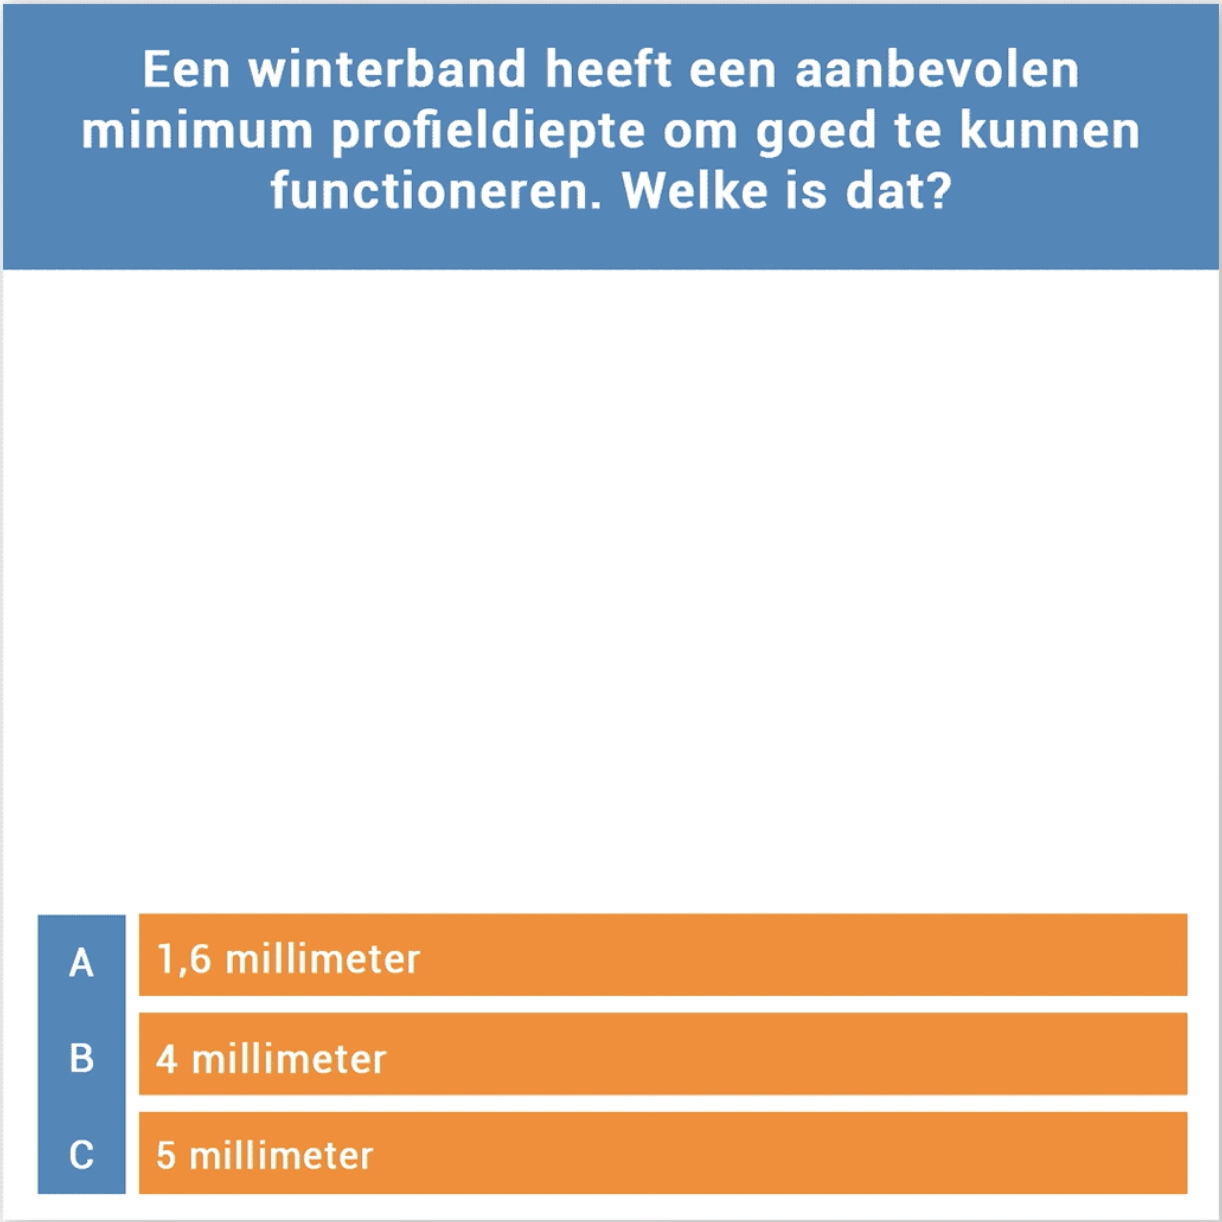 Een winterband heeft een aanbevolen
minimum profieldiepte om goed te kunnen
functioneren. Welke is dat?
A
1,6 millimeter
B
4 millimeter
C
5 millimeter